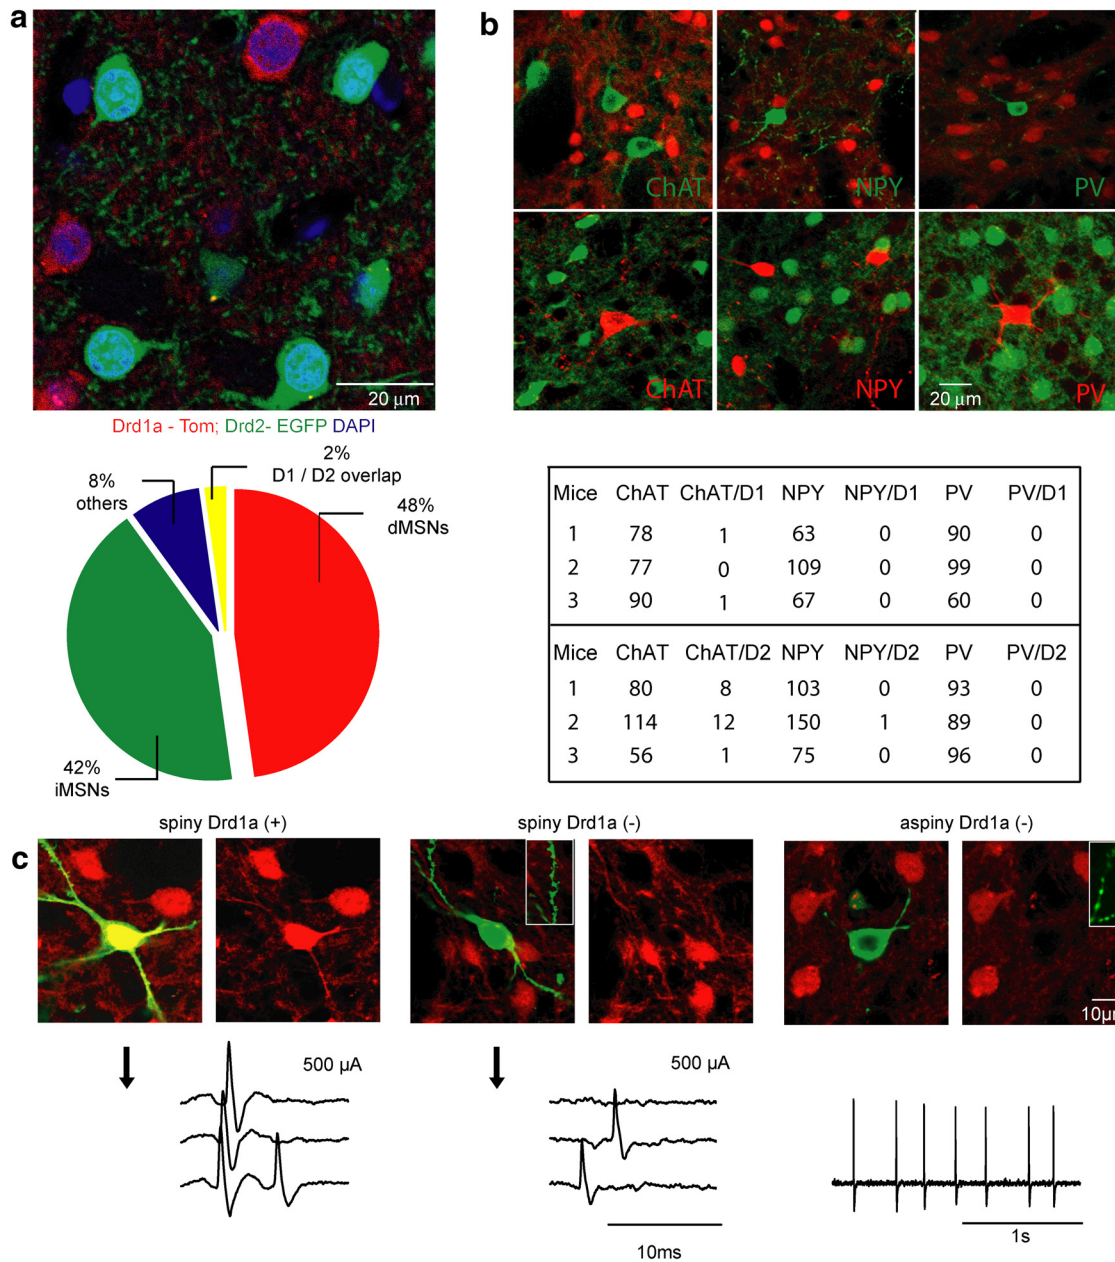 a
20 μm
Drd1a - Tom; Drd2- EGFP DAPI
2%
D1 / D2 overlap
8%
others
48%
dMSNs
42%
iMSNs
b
ChAT
NPY
PV
ChAT
NPY
PV
20 μm
Mice ChAT ChAT/D1 NPY NPY/D1 PV PV/D1
1 78 1 63 0 90 0
2 77 0 109 0 99 0
3 90 1 67 0 60 0
Mice ChAT ChAT/D2 NPY NPY/D2 PV PV/D2
1 80 8 103 0 93 0
2 114 12 150 1 89 0
3 56 1 75 0 96 0
c
spiny Drd1a (+)
spiny Drd1a (-)
aspiny Drd1a (-)
10μm
500 μA
500 μA
10ms
1s